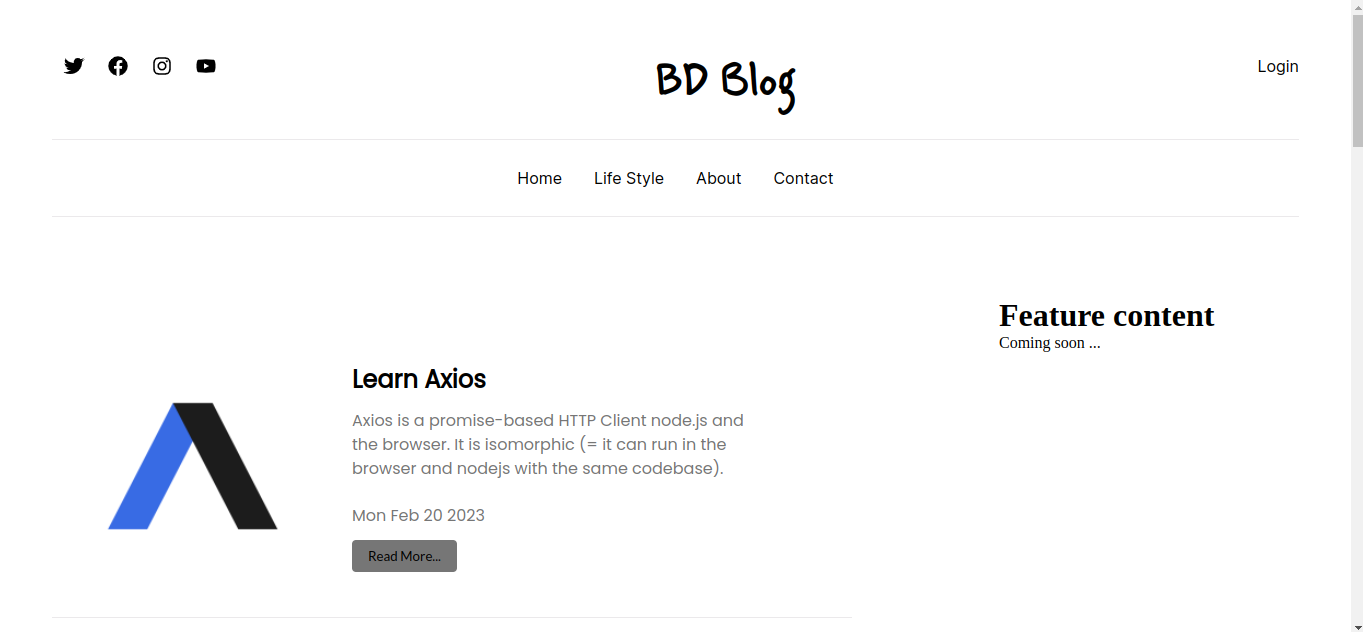 BD Blog
Login
Home
Life Style
About
Contact
Feature content
Coming soon ...
Learn Axios
Axios is a promise-based HTTP Client node.js and
the browser. It is isomorphic (= it can run in the
browser and nodejs with the same codebase).
Mon Feb 20 2023
Read More...